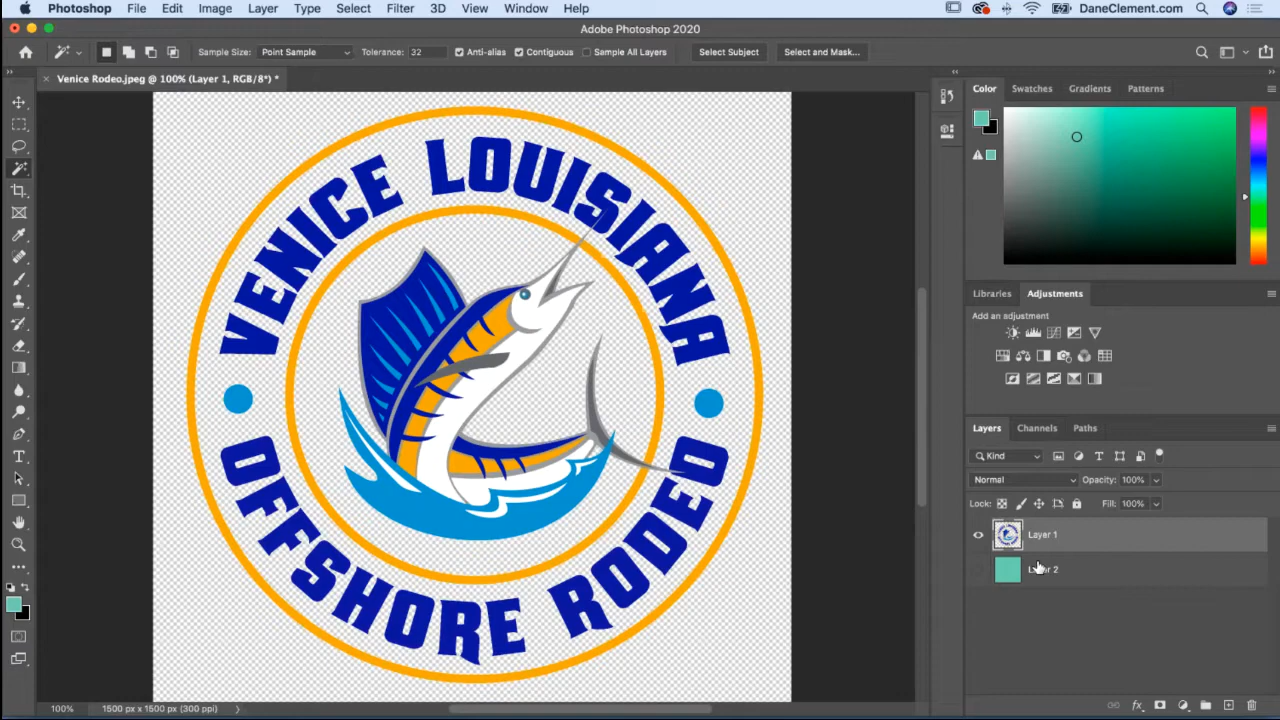 Photoshop File Edit Image Layer Type Select Filter 3D View Window Help DaneClement.com
Adobe Photoshop 2020
Sample Size: Point Sample Tolerance: 32 Anti-alias Contiguous Sample All Layers Select Subject Select and Mask...
Venice Rodeo.jpeg @ 100% (Layer 1, RGB/8*) *
Color Swatches Gradients Patterns
VENICE LOUISIANA
OFFSHORE RODEO
Libraries Adjustments
Add an adjustment
Layers Channels Paths
Kind
Normal Opacity: 100%
Lock: Fill: 100%
Layer 1
Layer 2
100% 1500 px x 1500 px (300 ppi)